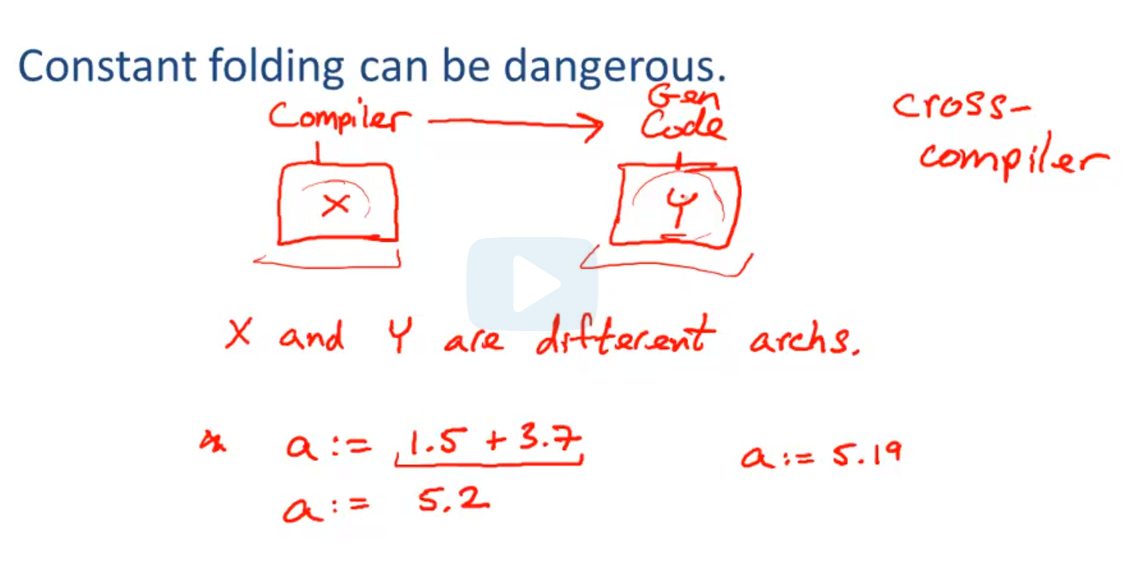 Constant folding can be dangerous.
Compiler
Gen
Code
cross-
compiler
X
Y
X and Y are different archs.
a := 1.5 + 3.7
a := 5.19
a := 5.2